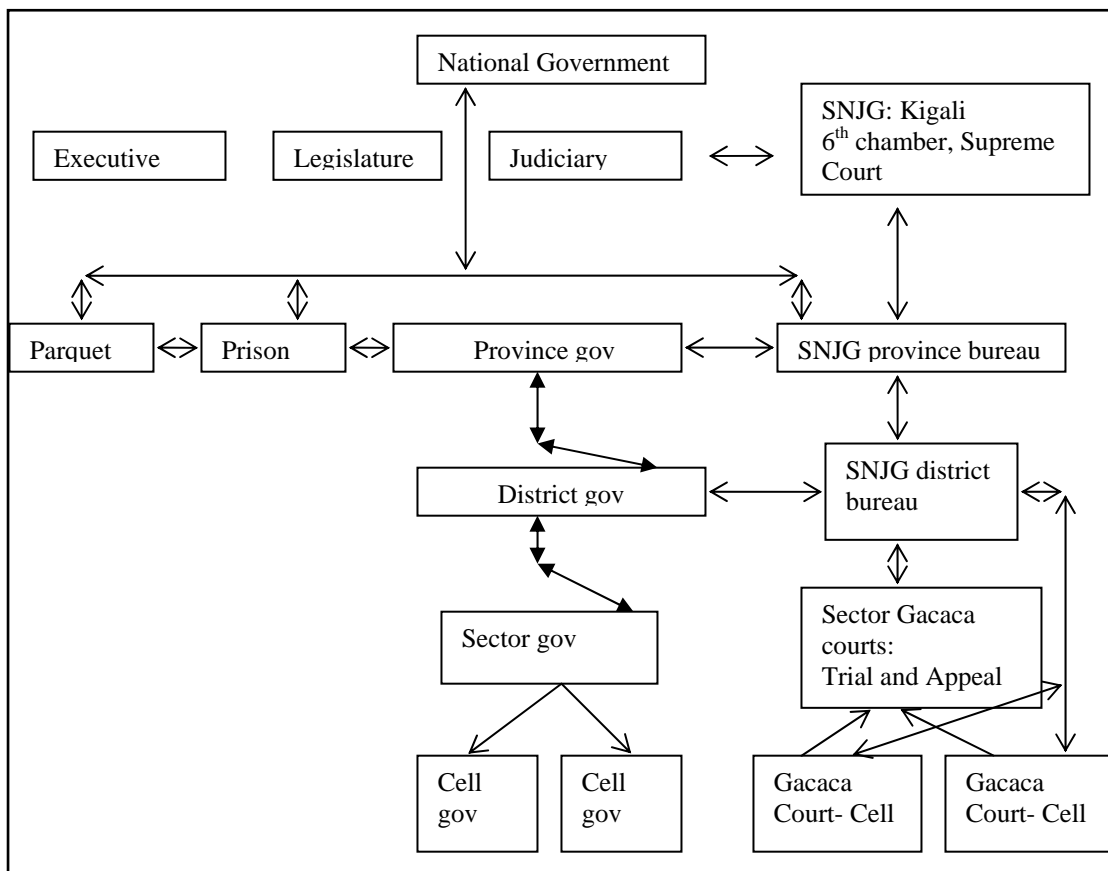 National Government
SNJG: Kigali
6th chamber, Supreme
Court
Executive
Legislature
Judiciary
Parquet
Prison
Province gov
SNJG province bureau
District gov
SNJG district
bureau
Sector gov
Sector Gacaca
courts:
Trial and Appeal
Cell
gov
Cell
gov
Gacaca
Court- Cell
Gacaca
Court- Cell